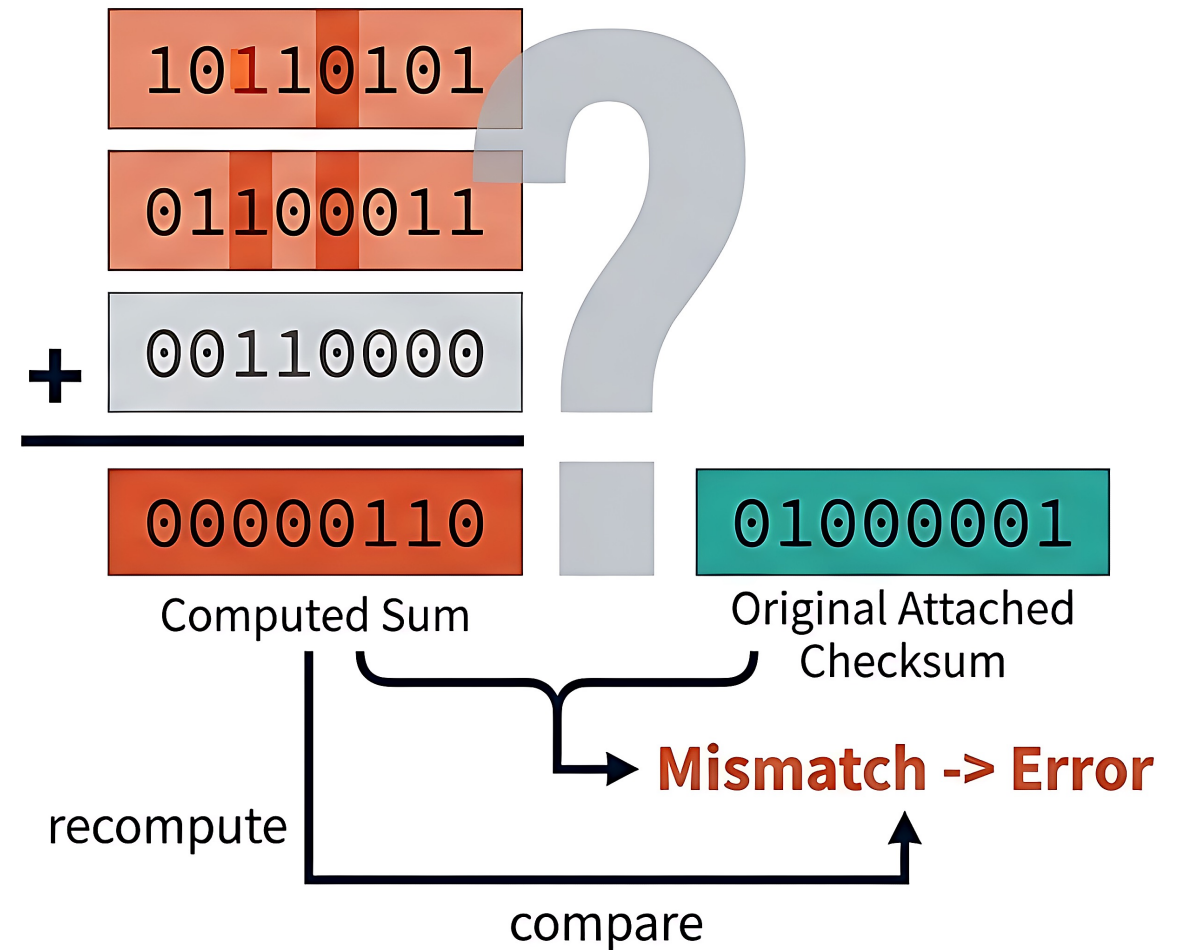 10110101
01100011
+ 00110000
00000110
01000001
Computed Sum
Original Attached
Checksum
Mismatch -> Error
recompute
compare
?